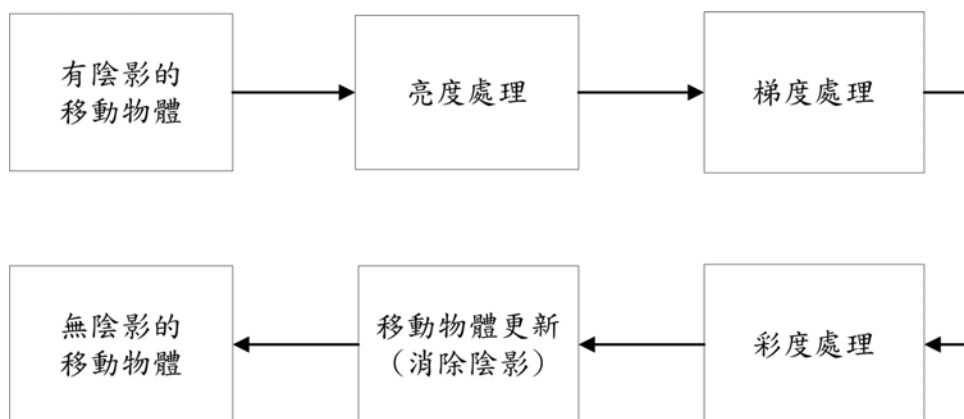 有陰影的
移動物體
亮度處理
梯度處理
彩度處理
移動物體更新
（消除陰影）
無陰影的
移動物體